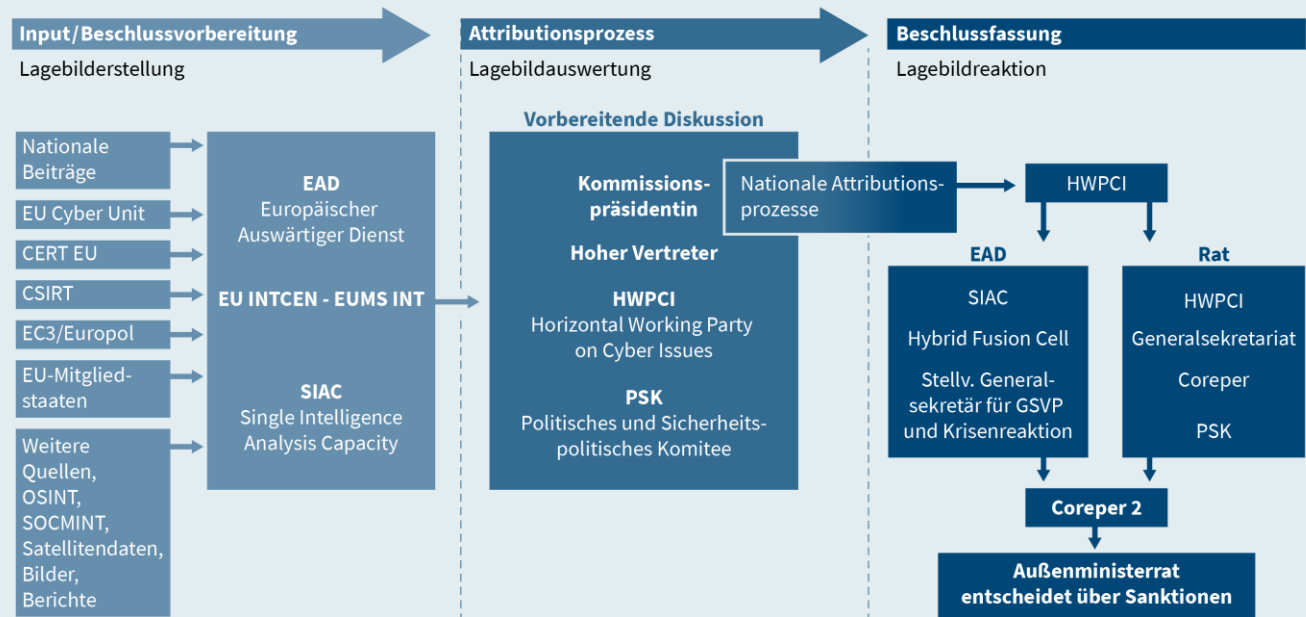 Input/Beschlussvorbereitung
Lagebilderstellung
Nationale
Beiträge
EU Cyber Unit
CERT EU
CSIRT
EC3/Europol
EU-Mitglied-
staaten
Weitere
Quellen,
OSINT,
SOCMINT,
Satellitendaten,
Bilder,
Berichte
EAD
Europäischer
Auswärtiger Dienst
EU INTCEN - EUMS INT
SIAC
Single Intelligence
Analysis Capacity
Attributionsprozess
Lagebildauswertung
Vorbereitende Diskussion
Kommissions-
präsidentin
Hoher Vertreter
HWPCI
Horizontal Working Party
on Cyber Issues
PSK
Politisches und Sicherheits-
politisches Komitee
Nationale Attributions-
prozesse
Beschlussfassung
Lagebildreaktion
HWPCI
EAD
SIAC
Hybrid Fusion Cell
Stellv. General-
sekretär für GSVP
und Krisenreaktion
Rat
HWPCI
Generalsekretariat
Coreper
PSK
Coreper 2
Außenministerrat
entscheidet über Sanktionen